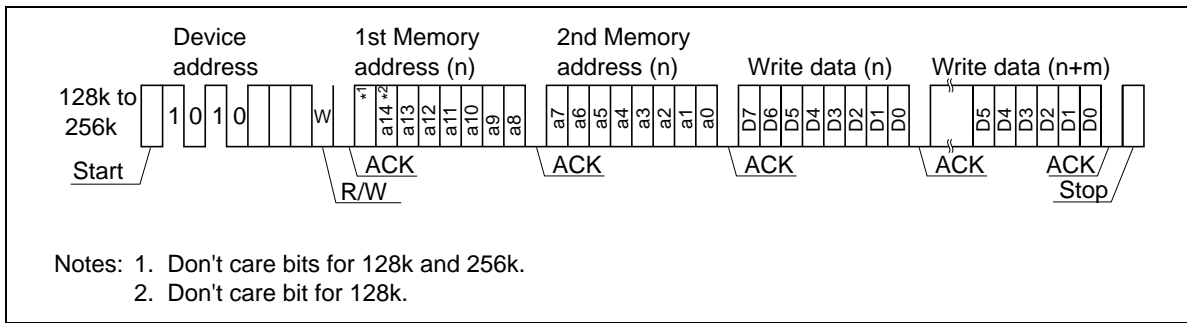 Device address
1st Memory address (n)
2nd Memory address (n)
Write data (n)
Write data (n+m)
128k to 256k
1 0 1 0 W
*1 a14 *2 a13 a12 a11 a10 a9 a8
a7 a6 a5 a4 a3 a2 a1 a0
D7 D6 D5 D4 D3 D2 D1 D0
D5 D4 D3 D2 D1 D0
Start
ACK
ACK
ACK
ACK
ACK
R/W
Stop
Notes: 1. Don't care bits for 128k and 256k.
2. Don't care bit for 128k.